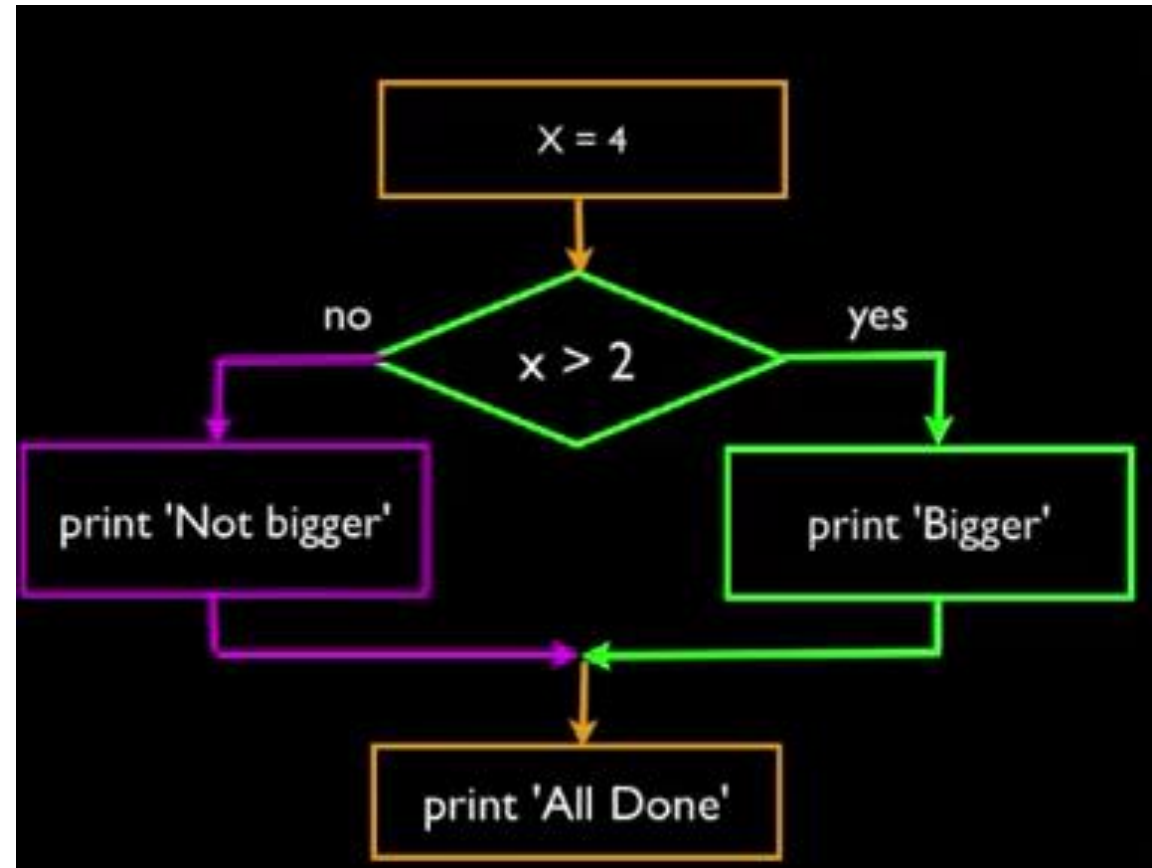 X = 4
no
x > 2
yes
print 'Not bigger'
print 'Bigger'
print 'All Done'